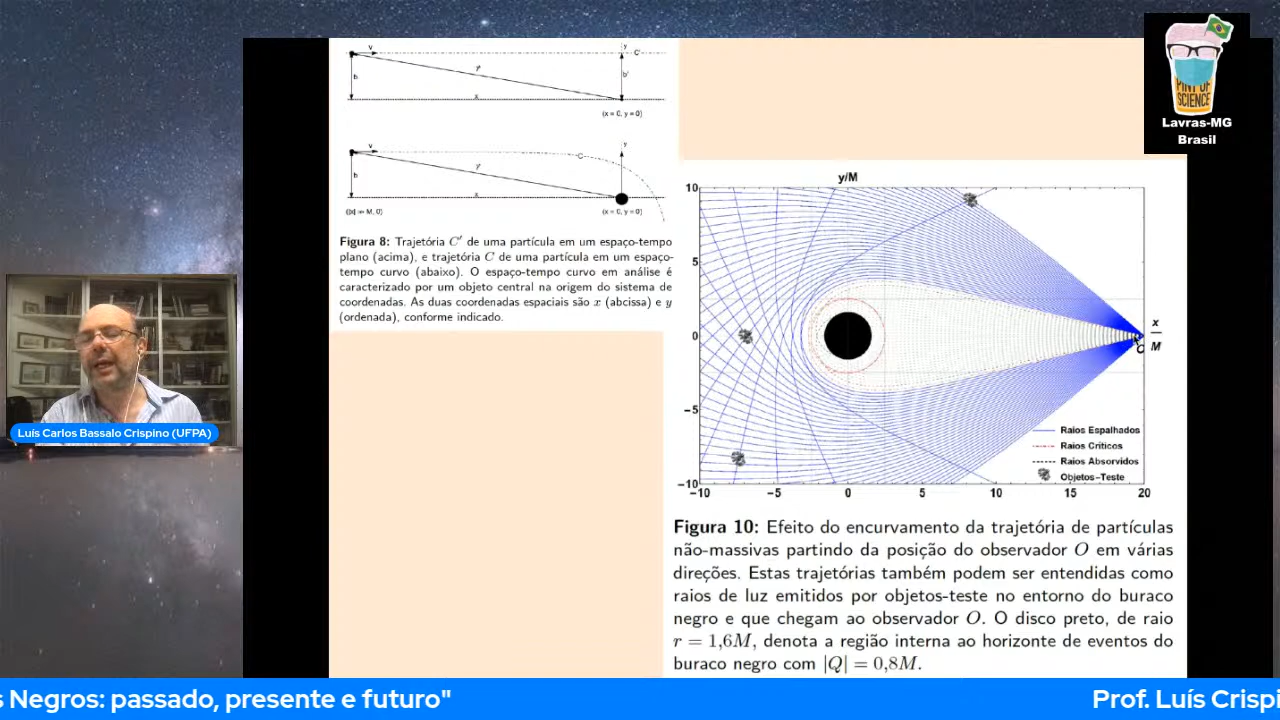 v
y
C'
b
r
b'
x
(x = 0, y = 0)
v
y
C
b
r
x
(|x| ≫ M, 0)
(x = 0, y = 0)
Figura 8: Trajetória C′ de uma partícula em um espaço-tempo
plano (acima), e trajetória C de uma partícula em um espaço-
tempo curvo (abaixo). O espaço-tempo curvo em análise é
caracterizado por um objeto central na origem do sistema de
coordenadas. As duas coordenadas espaciais são x (abcissa) e y
(ordenada), conforme indicado.
PINT OF
SCIENCE
Lavras-MG
Brasil
y/M
10
5
0
−5
−10
−10 −5 0 5 10 15 20
x
M
O
Raios Espalhados
Raios Críticos
Raios Absorvidos
Objetos−Teste
Figura 10: Efeito do encurvamento da trajetória de partículas
não-massivas partindo da posição do observador O em várias
direções. Estas trajetórias também podem ser entendidas como
raios de luz emitidos por objetos-teste no entorno do buraco
negro e que chegam ao observador O. O disco preto, de raio
r = 1,6M, denota a região interna ao horizonte de eventos do
buraco negro com |Q| = 0,8M.
Luís Carlos Bassalo Crispino (UFPA)
s Negros: passado, presente e futuro"
Prof. Luís Crispi